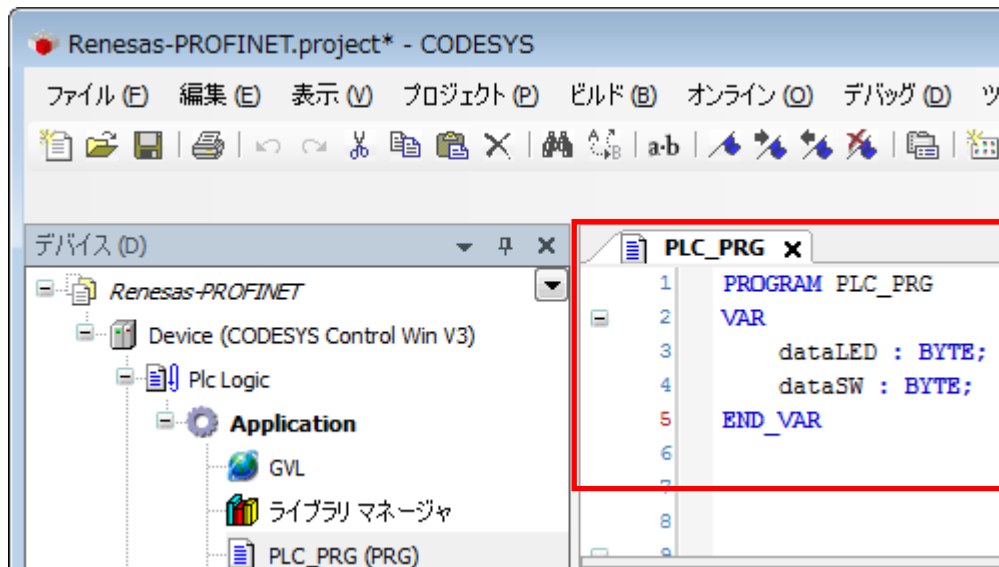 Renesas-PROFINET.project* - CODESYS
ファイル (F) 編集 (E) 表示 (V) プロジェクト (P) ビルド (B) オンライン (O) デバッグ (D) ツ
a·b
デバイス (D)
Renesas-PROFINET
Device (CODESYS Control Win V3)
Plc Logic
Application
GVL
ライブラリ マネージャ
PLC_PRG (PRG)
PLC_PRG
1 PROGRAM PLC_PRG
2 VAR
3 dataLED : BYTE;
4 dataSW : BYTE;
5 END_VAR
6
7
8
9